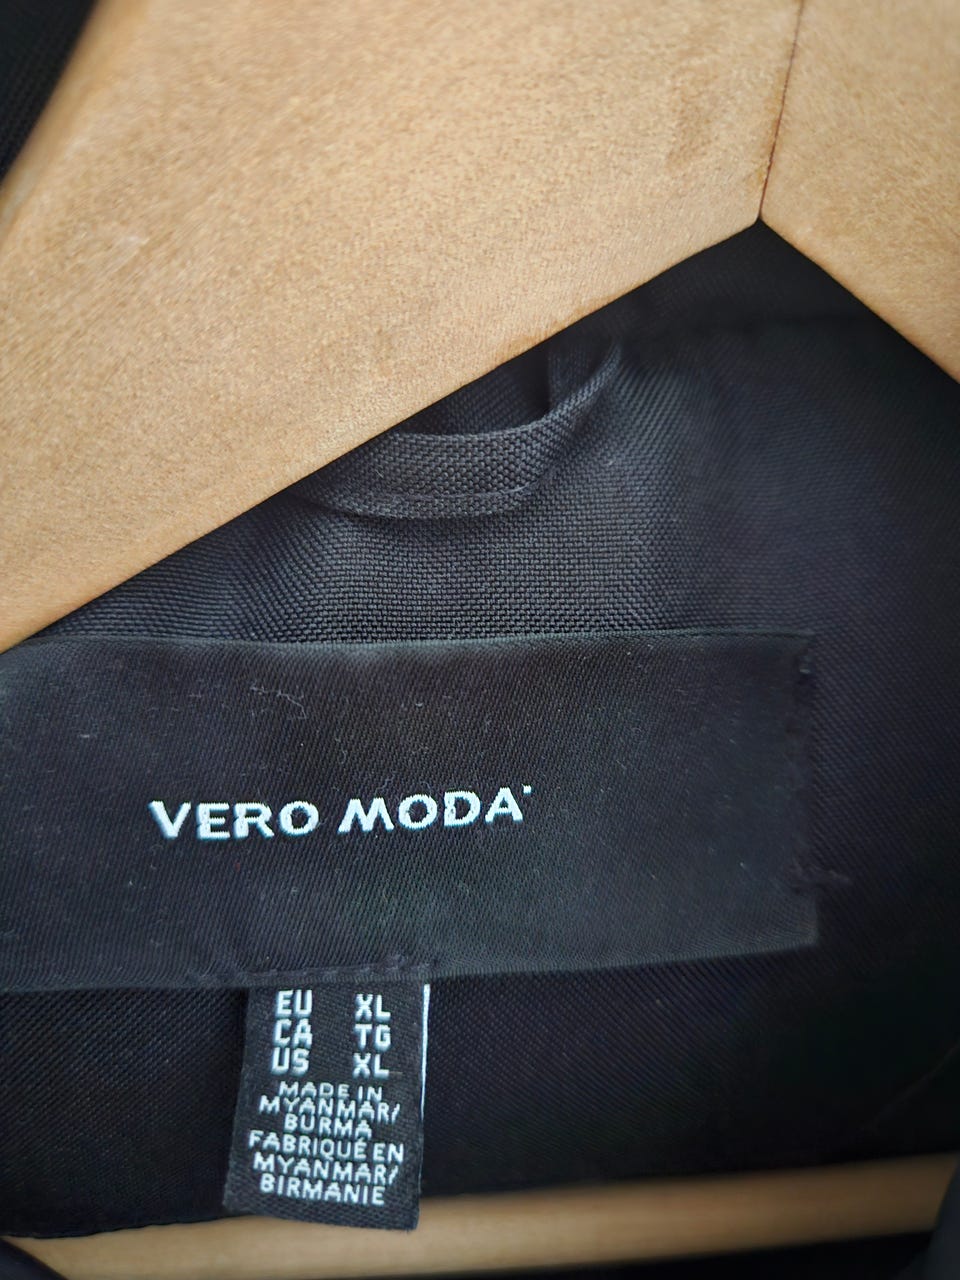 VERO MODA
EU XL
CA TG
US XL
MADE IN
MYANMAR/
BURMA
FABRIQUÉ EN
MYANMAR/
BIRMANIE